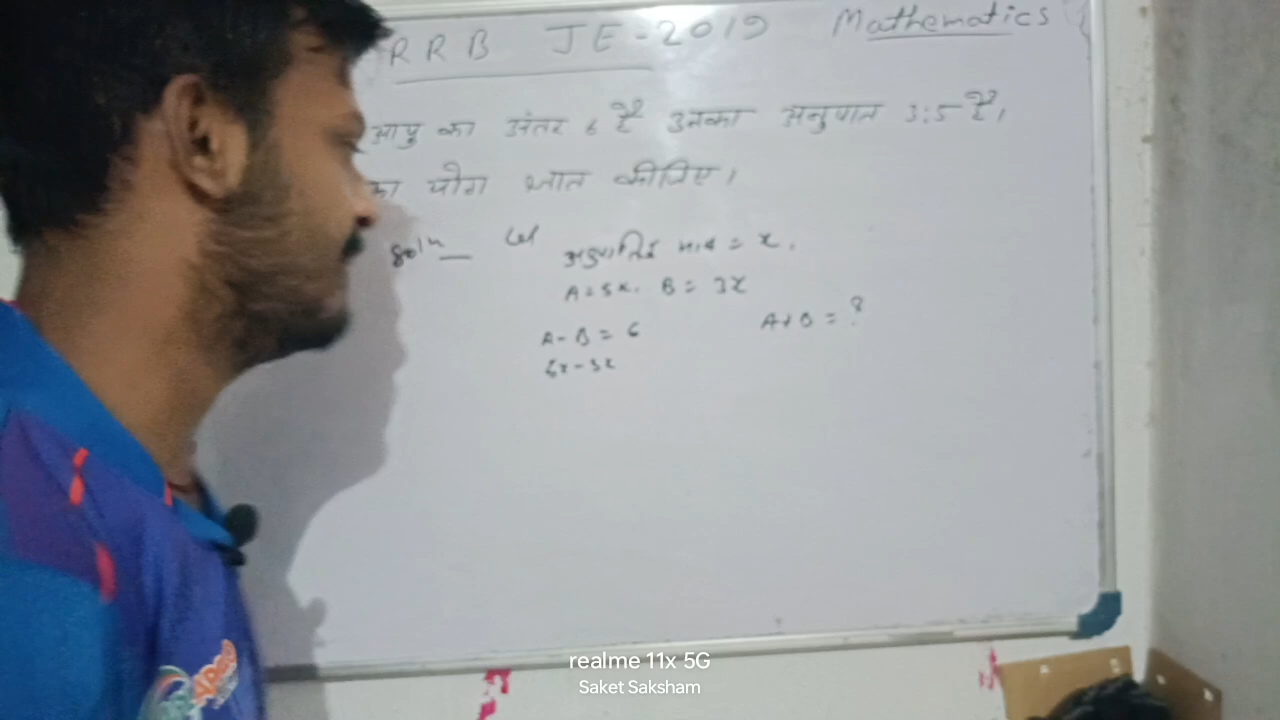 RRB JE-2019 Mathematics
आयु का अंतर 6 है उनका अनुपात 3:5 है।
का योग ज्ञात कीजिए।
Soln Let अनुपातिक मान = x.
A = 5x. B = 3x
A - B = 6 A + B = ?
5x - 3x
realme 11x 5G
Saket Saksham